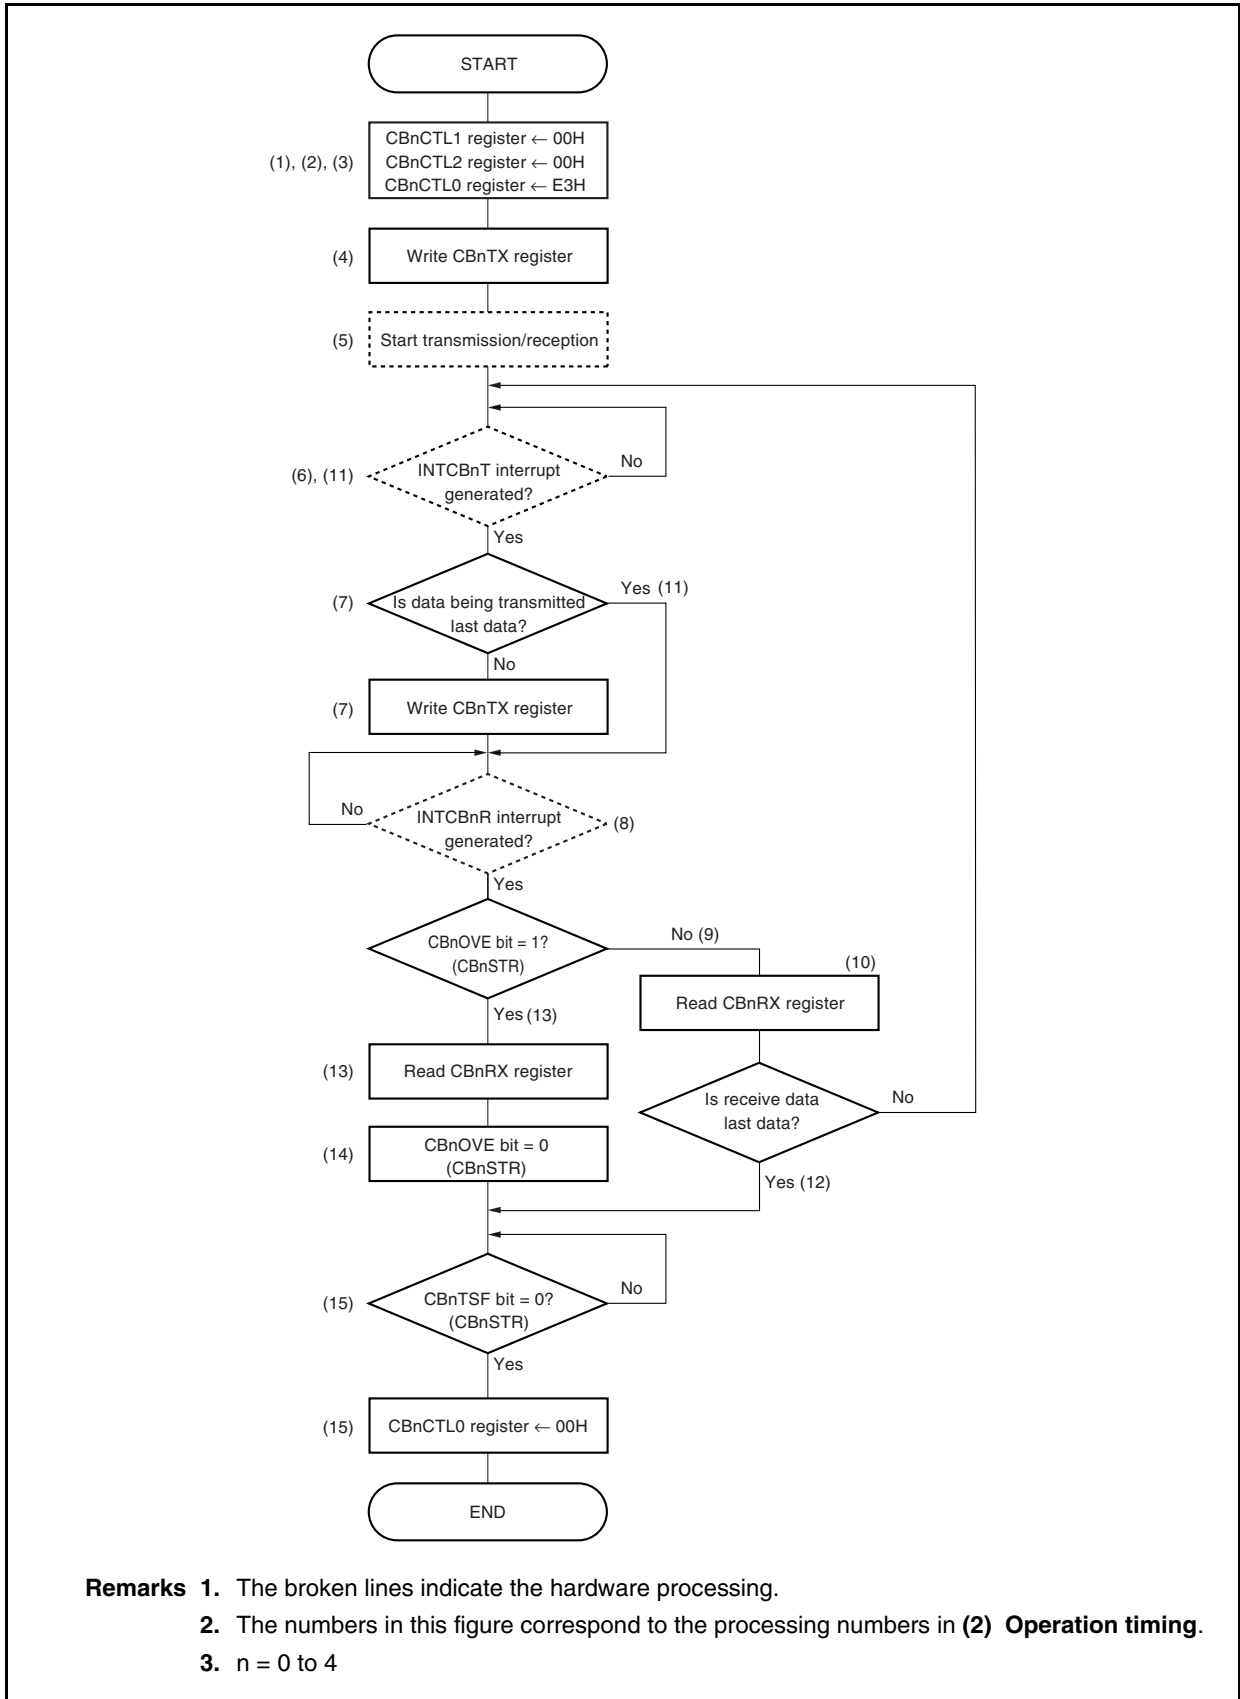 START
CBnCTL1 register ← 00H
(1), (2), (3) CBnCTL2 register ← 00H
CBnCTL0 register ← E3H
(4) Write CBnTX register
(5) Start transmission/reception
No
(6), (11) INTCBnT interrupt
generated?
Yes
Yes (11)
(7) Is data being transmitted
last data?
No
(7) Write CBnTX register
No INTCBnR interrupt (8)
generated?
Yes
No (9)
CBnOVE bit = 1?
(CBnSTR)
(10)
Read CBnRX register
Yes (13)
(13) Read CBnRX register
Is receive data No
last data?
(14) CBnOVE bit = 0
(CBnSTR)
Yes (12)
No
(15) CBnTSF bit = 0?
(CBnSTR)
Yes
(15) CBnCTL0 register ← 00H
END
Remarks 1. The broken lines indicate the hardware processing.
2. The numbers in this figure correspond to the processing numbers in (2) Operation timing.
3. n = 0 to 4